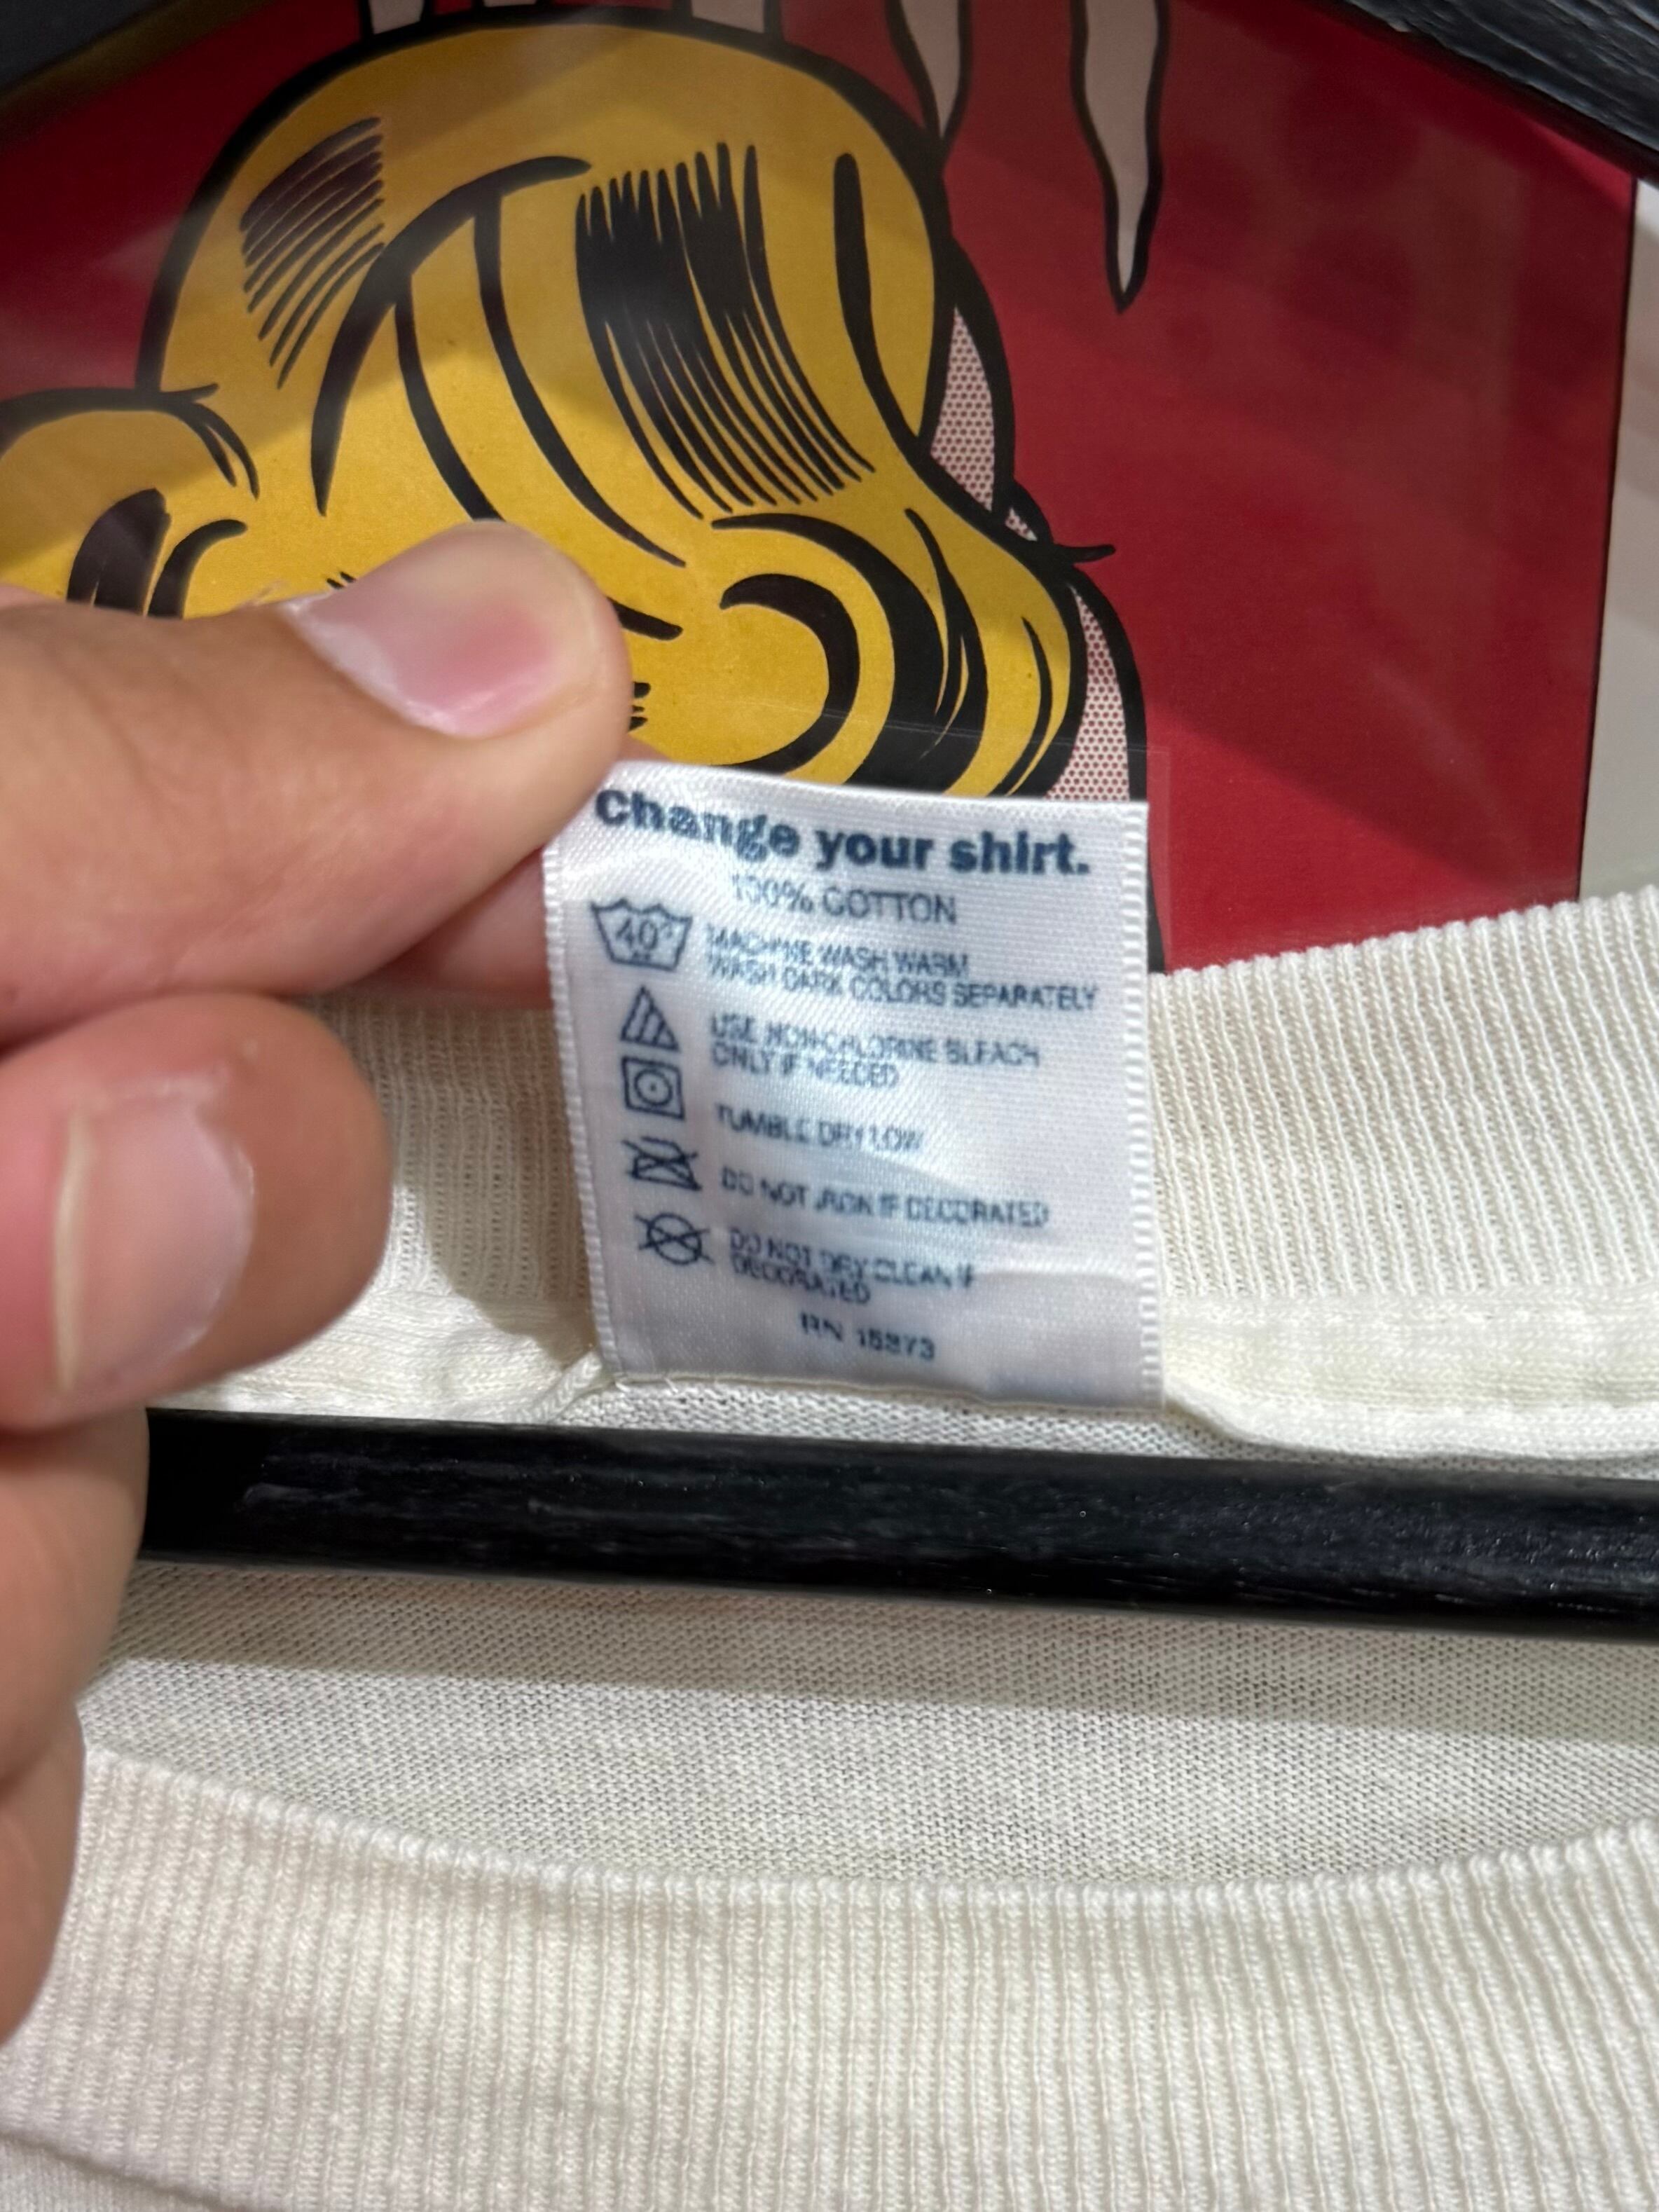 change your shirt.
100% COTTON
40°
MACHINE WASH WARM
WASH DARK COLORS SEPARATELY
USE NON-CHLORINE BLEACH
ONLY IF NEEDED
TUMBLE DRY LOW
DO NOT IRON IF DECORATED
DO NOT DRY CLEAN IF
DECORATED
RN